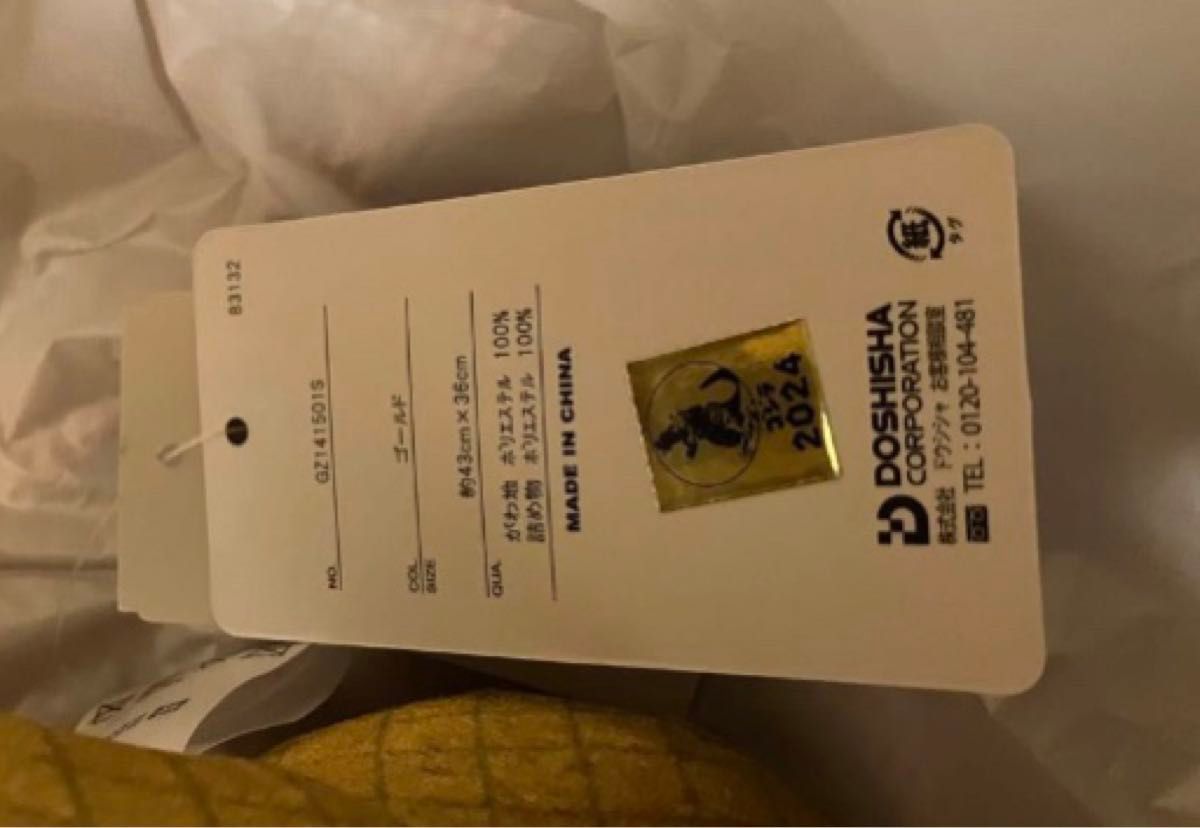 83132
NO. GZ141501S
COL. ゴールド
SIZE 約43cm×36cm
QUA. がわ地 ポリエステル 100%
詰め物 ポリエステル 100%
MADE IN CHINA
ゴジラ
2024
DOSHISHA
CORPORATION
株式会社 ドウシシャ お客様相談室
TEL:0120-104-481
紙
タグ